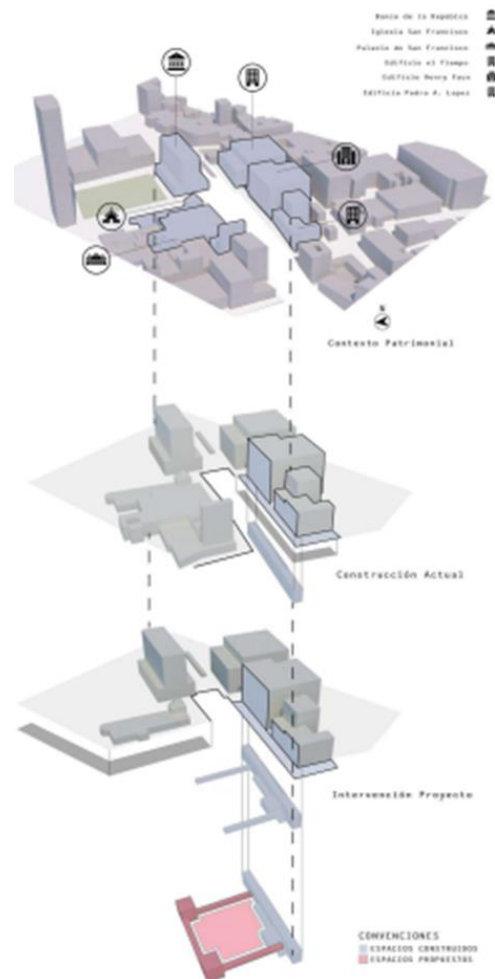 Banco de la República
Iglesia San Francisco
Palacio de San Francisco
Edificio el Tiempo
Edificio Henry Faux
Edificio Pedro A. Lopez
N
Contexto Patrimonial
Construcción Actual
Intervención Proyecto
CONVENCIONES
ESPACIOS CONSTRUIDOS
ESPACIOS PROPUESTOS